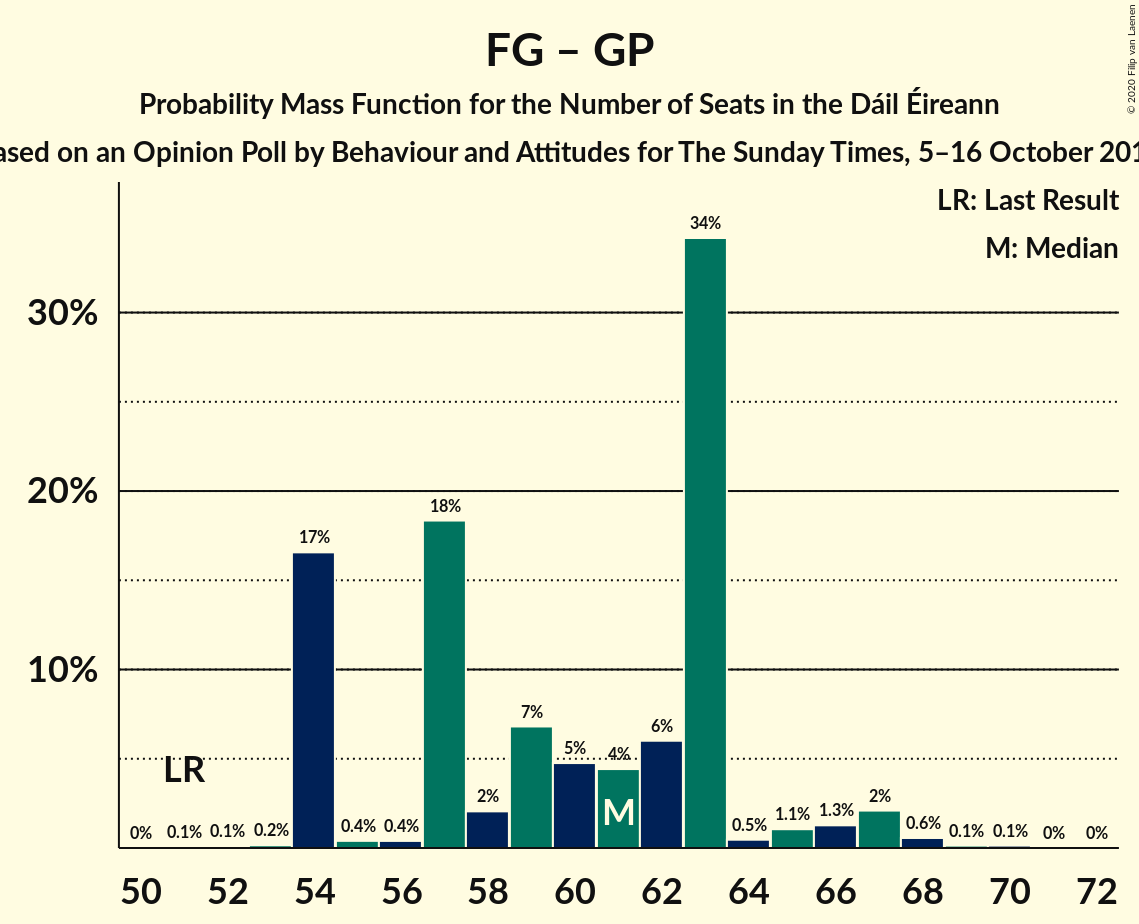 FG – GP
Probability Mass Function for the Number of Seats in the Dáil Éireann
ased on an Opinion Poll by Behaviour and Attitudes for The Sunday Times, 5–16 October 201
© 2020 Filip van Laenen
LR: Last Result
M: Median
34%
30%
20%
18%
17%
10%
7%
6%
5%
4%
LR
M
2%
2%
1.3%
1.1%
0%
0.1%
0.1%
0.2%
0.4%
0.4%
0.5%
0.6%
0.1%
0.1%
0%
0%
50 52 54 56 58 60 62 64 66 68 70 72